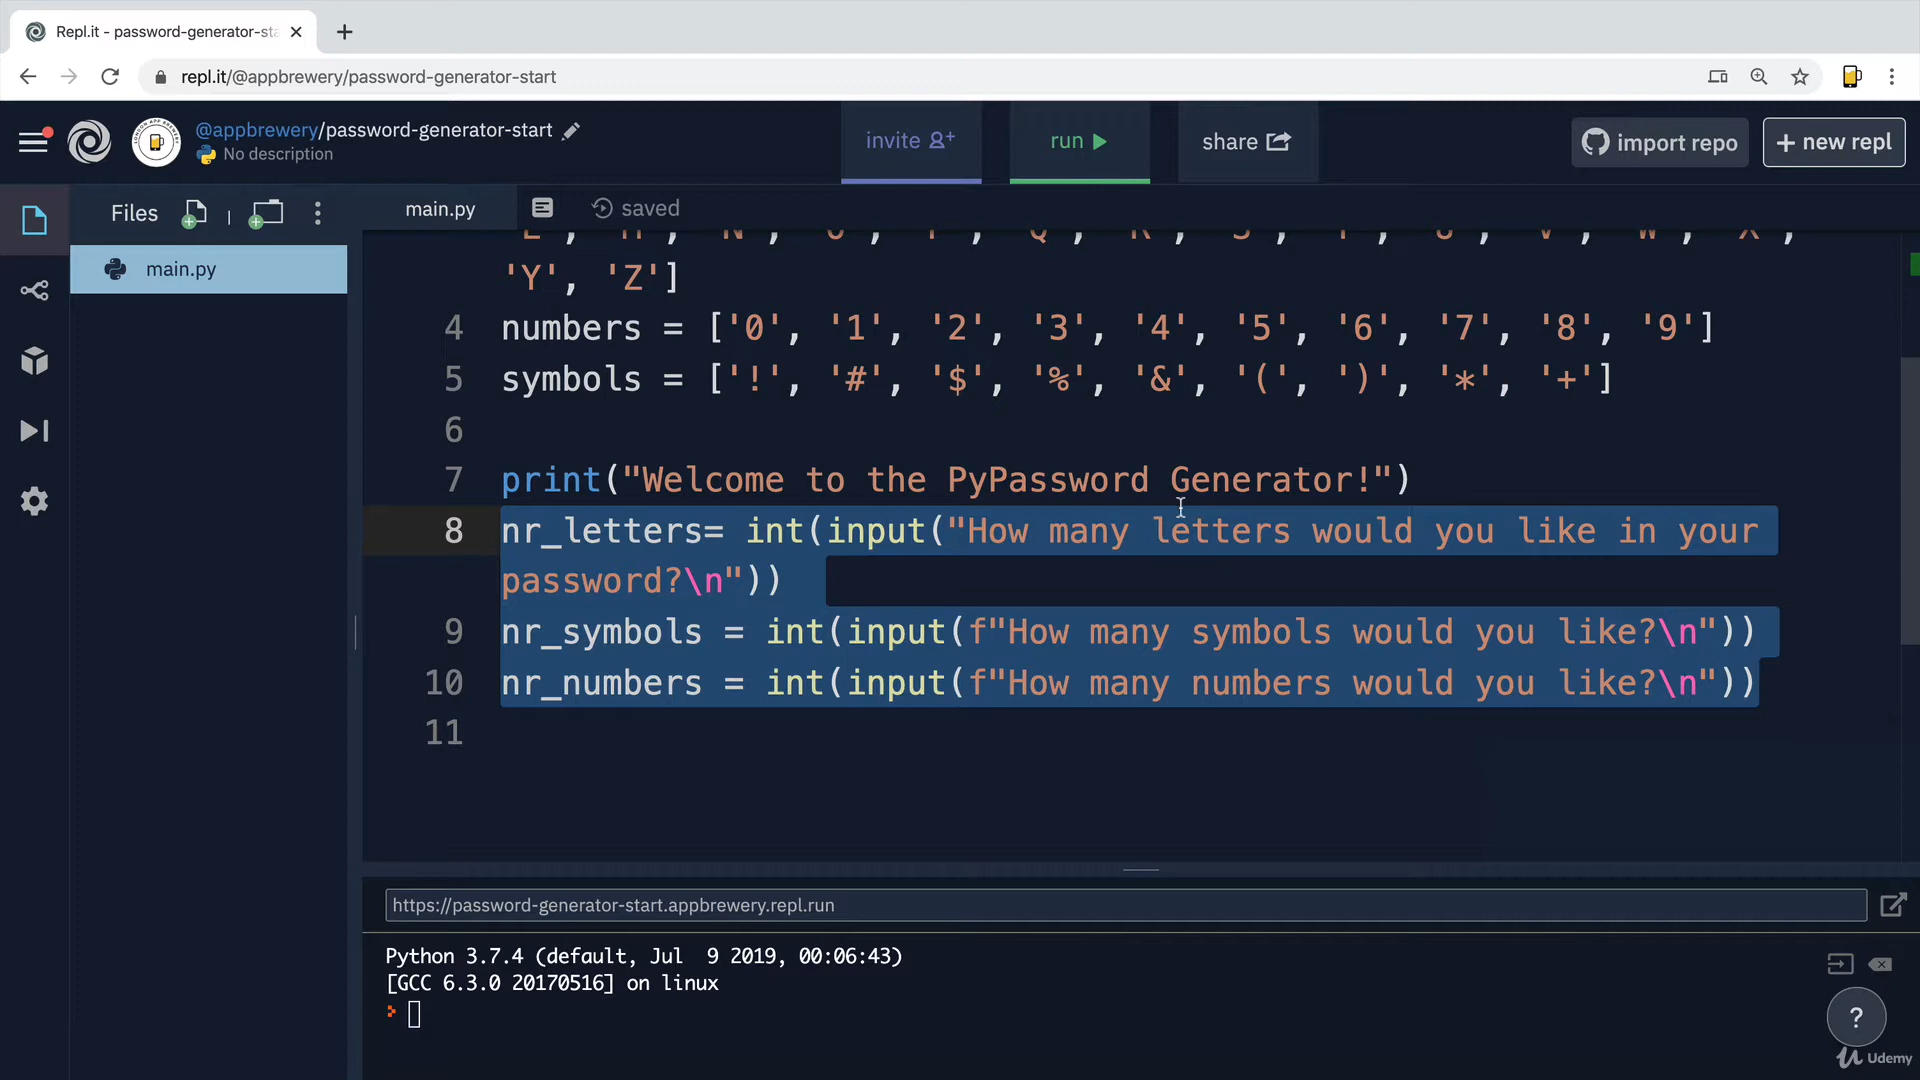 Repl.it - password-generator-sta
repl.it/@appbrewery/password-generator-start
@appbrewery/password-generator-start
No description
invite
run
share
import repo
+ new repl
Files
main.py
saved
main.py
'L', 'M', 'N', 'O', 'P', 'Q', 'R', 'S', 'T', 'U', 'V', 'W', 'X',
'Y', 'Z']
4 numbers = ['0', '1', '2', '3', '4', '5', '6', '7', '8', '9']
5 symbols = ['!', '#', '$', '%', '&', '(', ')', '*', '+']
6
7 print("Welcome to the PyPassword Generator!")
8 nr_letters= int(input("How many letters would you like in your
password?\n"))
9 nr_symbols = int(input(f"How many symbols would you like?\n"))
10 nr_numbers = int(input(f"How many numbers would you like?\n"))
11
https://password-generator-start.appbrewery.repl.run
Python 3.7.4 (default, Jul  9 2019, 00:06:43)
[GCC 6.3.0 20170516] on linux
?
Udemy